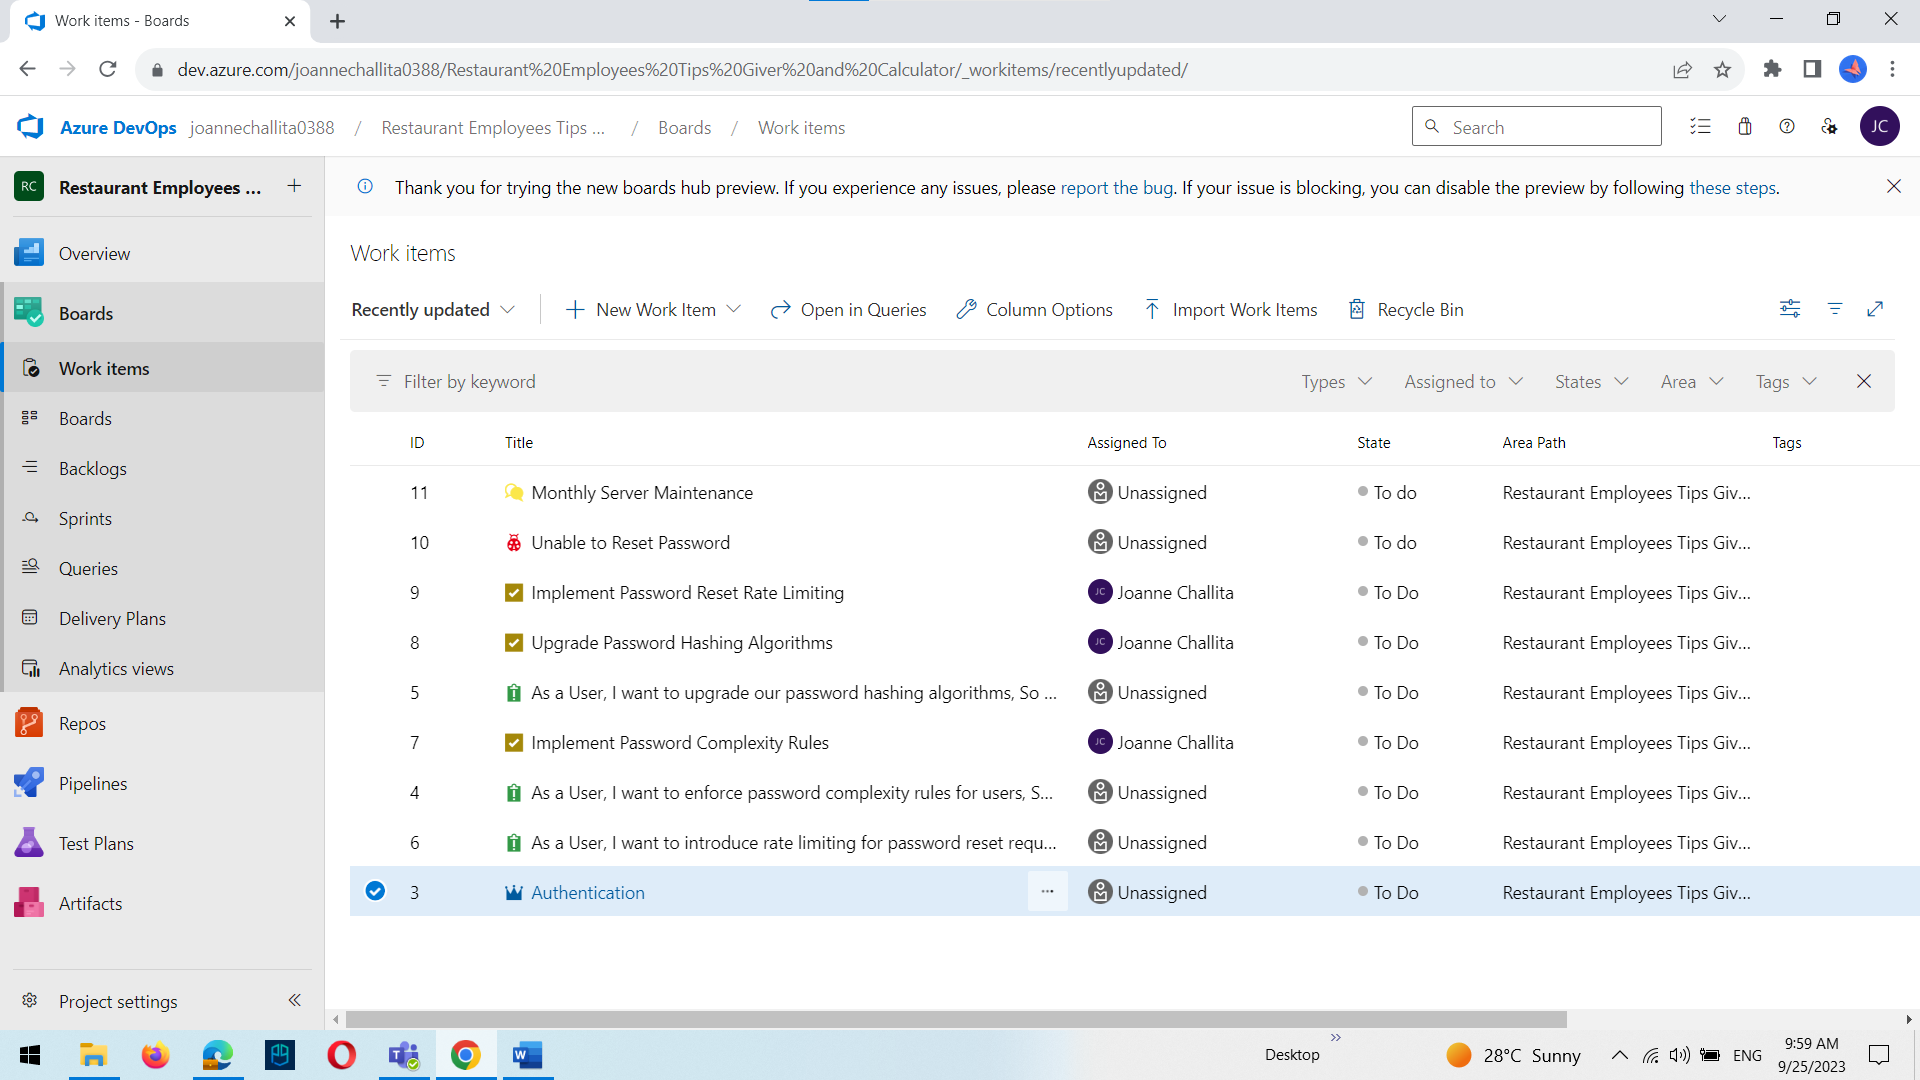 Work items - Boards
dev.azure.com/joannechallita0388/Restaurant%20Employees%20Tips%20Giver%20and%20Calculator/_workitems/recentlyupdated/
Azure DevOps joannechallita0388 / Restaurant Employees Tips ... / Boards / Work items
Search
JC
RC Restaurant Employees ...
Thank you for trying the new boards hub preview. If you experience any issues, please report the bug. If your issue is blocking, you can disable the preview by following these steps.
Overview
Boards
Work items
Boards
Backlogs
Sprints
Queries
Delivery Plans
Analytics views
Repos
Pipelines
Test Plans
Artifacts
Project settings
Work items
Recently updated New Work Item Open in Queries Column Options Import Work Items Recycle Bin
Filter by keyword Types Assigned to States Area Tags
ID Title Assigned To State Area Path Tags
11 Monthly Server Maintenance Unassigned To do Restaurant Employees Tips Giv...
10 Unable to Reset Password Unassigned To do Restaurant Employees Tips Giv...
9 Implement Password Reset Rate Limiting JC Joanne Challita To Do Restaurant Employees Tips Giv...
8 Upgrade Password Hashing Algorithms JC Joanne Challita To Do Restaurant Employees Tips Giv...
5 As a User, I want to upgrade our password hashing algorithms, So ... Unassigned To Do Restaurant Employees Tips Giv...
7 Implement Password Complexity Rules JC Joanne Challita To Do Restaurant Employees Tips Giv...
4 As a User, I want to enforce password complexity rules for users, S... Unassigned To Do Restaurant Employees Tips Giv...
6 As a User, I want to introduce rate limiting for password reset requ... Unassigned To Do Restaurant Employees Tips Giv...
3 Authentication ... Unassigned To Do Restaurant Employees Tips Giv...
Desktop 28°C Sunny ENG 9:59 AM
9/25/2023